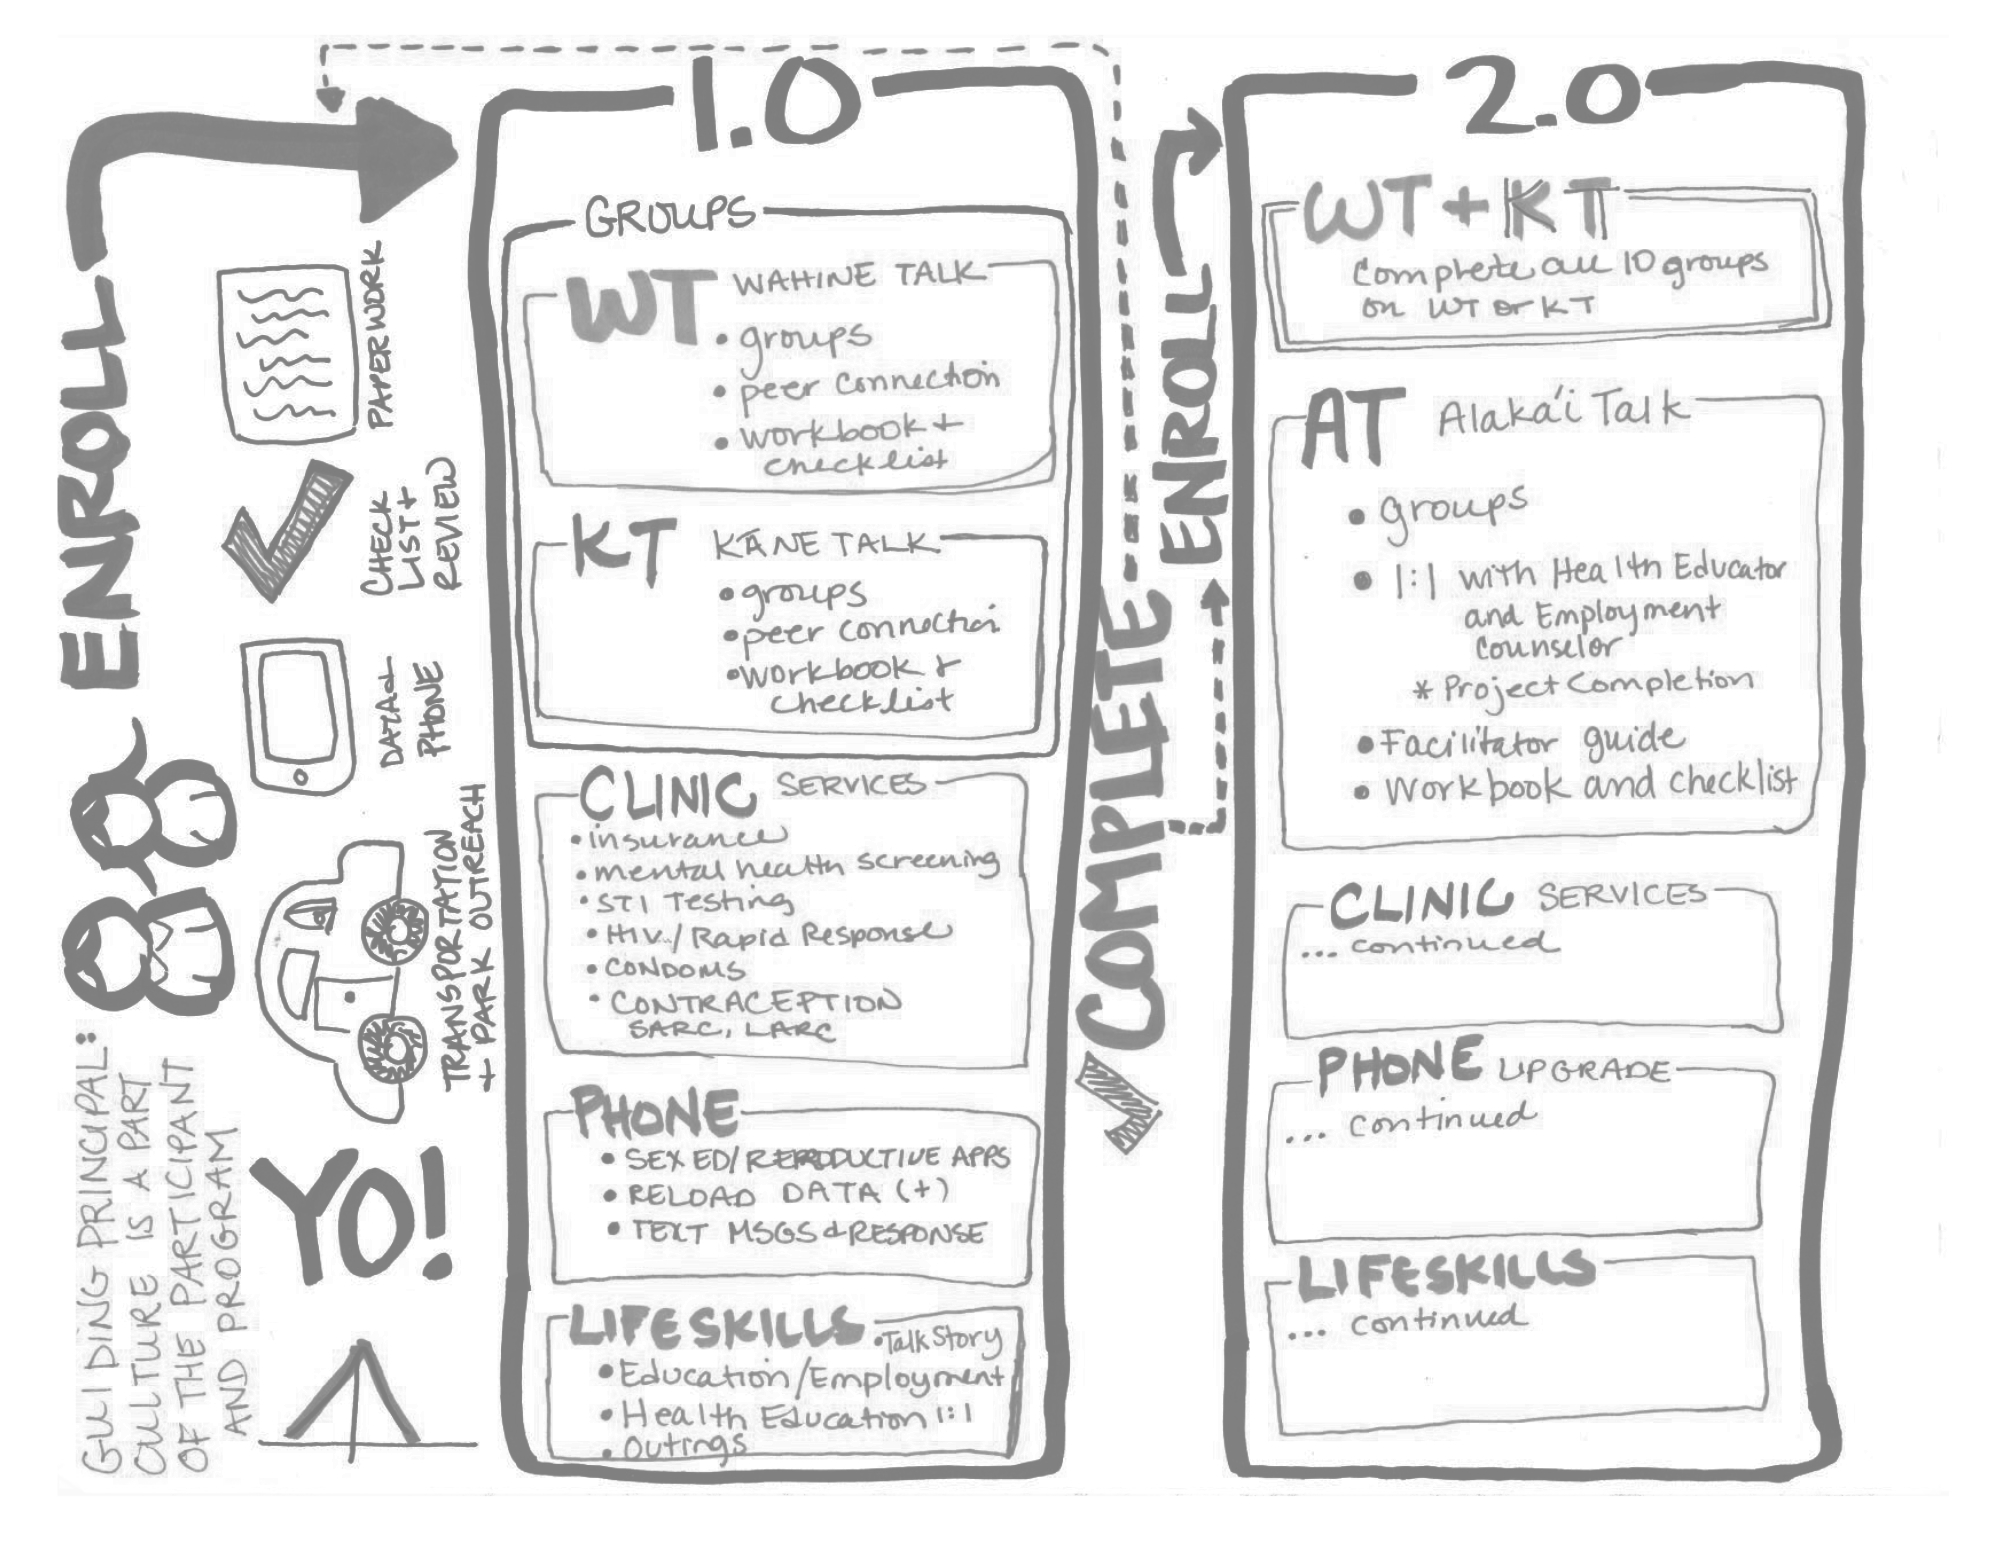 ENROLL
PAPERWORK
CHECK
LIST +
REVIEW
DATA +
PHONE
TRANSPORTATION
+ PARK OUTREACH
YO!
GUIDING PRINCIPAL:
CULTURE IS A PART
OF THE PARTICIPANT
AND PROGRAM
1.0
GROUPS
WT WAHINE TALK
• groups
• peer connection
• workbook +
checklist
KT KĀNE TALK
• groups
• peer connection
• workbook +
checklist
CLINIC SERVICES
• insurance
• mental health screening
• STI Testing
• HIV/Rapid Response
• CONDOMS
• CONTRACEPTION
SARC, LARC
PHONE
• SEX ED/REPRODUCTIVE APPS
• RELOAD DATA (+)
• TEXT MSGS & RESPONSE
LIFESKILLS • Talk Story
• Education/Employment
• Health Education 1:1
• Outings
COMPLETE
ENROLL
2.0
WT + KT
Complete all 10 groups
on WT or KT
AT Alaka'i Talk
• groups
• 1:1 with Health Educator
and Employment
Counselor
* Project Completion
• Facilitator guide
• Workbook and checklist
CLINIC SERVICES
... continued
PHONE UPGRADE
... continued
LIFESKILLS
... continued